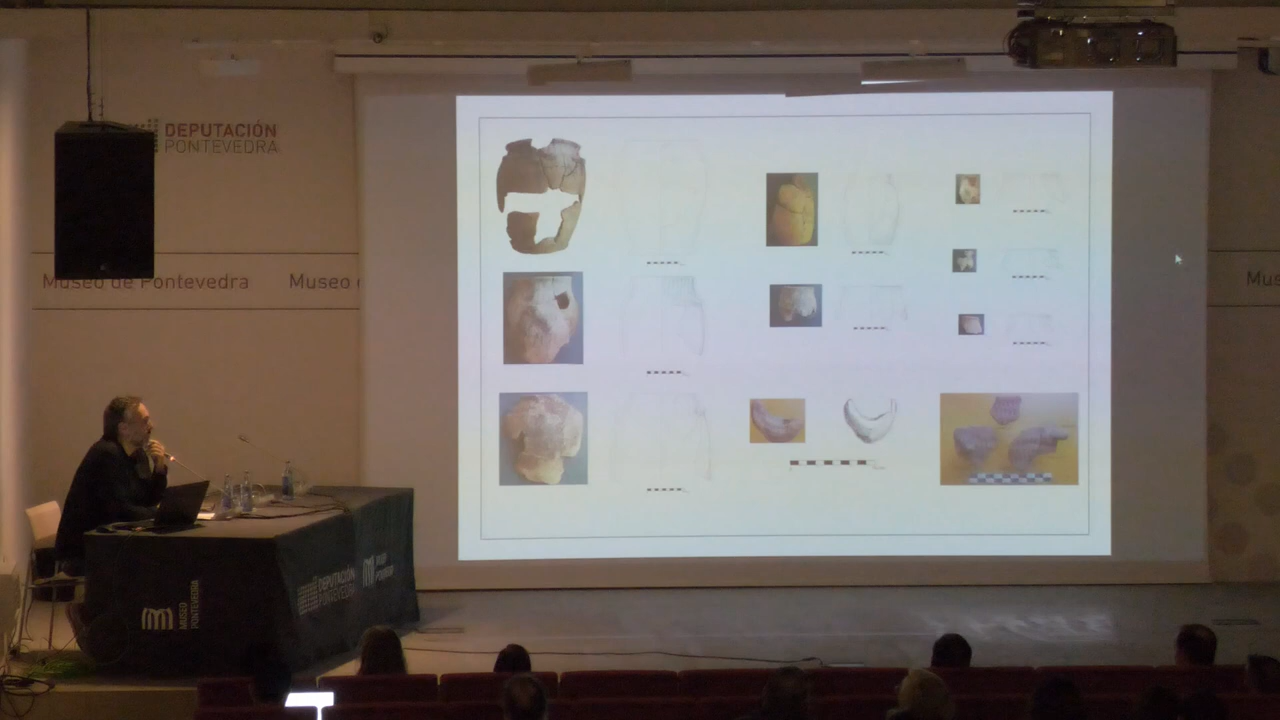 DEPUTACIÓN
PONTEVEDRA
Museo de Pontevedra
Museo
Mus
MUSEO
PONTEVEDRA
DEPUTACIÓN
PONTEVEDRA
MUSEO
PONTEVEDRA